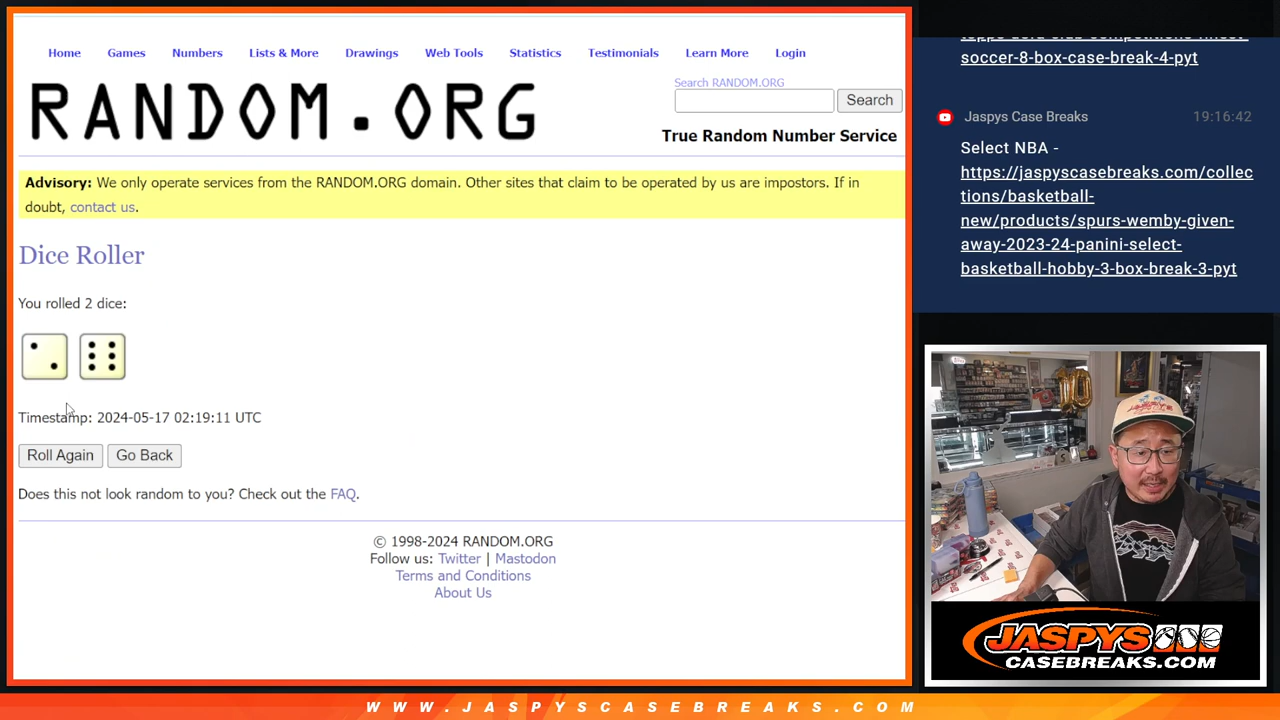 Home Games Numbers Lists & More Drawings Web Tools Statistics Testimonials Learn More Login
RANDOM.ORG
Search RANDOM.ORG
Search
True Random Number Service
Advisory: We only operate services from the RANDOM.ORG domain. Other sites that claim to be operated by us are impostors. If in
doubt, contact us.
Dice Roller
You rolled 2 dice:
Timestamp: 2024-05-17 02:19:11 UTC
Roll Again Go Back
Does this not look random to you? Check out the FAQ.
© 1998-2024 RANDOM.ORG
Follow us: Twitter | Mastodon
Terms and Conditions
About Us
soccer-8-box-case-break-4-pyt
Jaspys Case Breaks 19:16:42
Select NBA -
https://jaspyscasebreaks.com/collec
tions/basketball-
new/products/spurs-wemby-given-
away-2023-24-panini-select-
basketball-hobby-3-box-break-3-pyt
10
JASPYS
CASEBREAKS.COM
WWW.JASPYSCASEBREAKS.COM